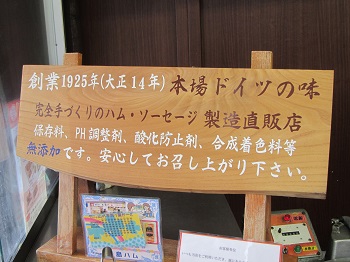 創業1925年(大正14年)本場ドイツの味
完全手づくりのハム・ソーセージ 製造直販店
保存料、PH調整剤、酸化防止剤、合成着色料等
無添加です。安心してお召し上がり下さい。
島ハム